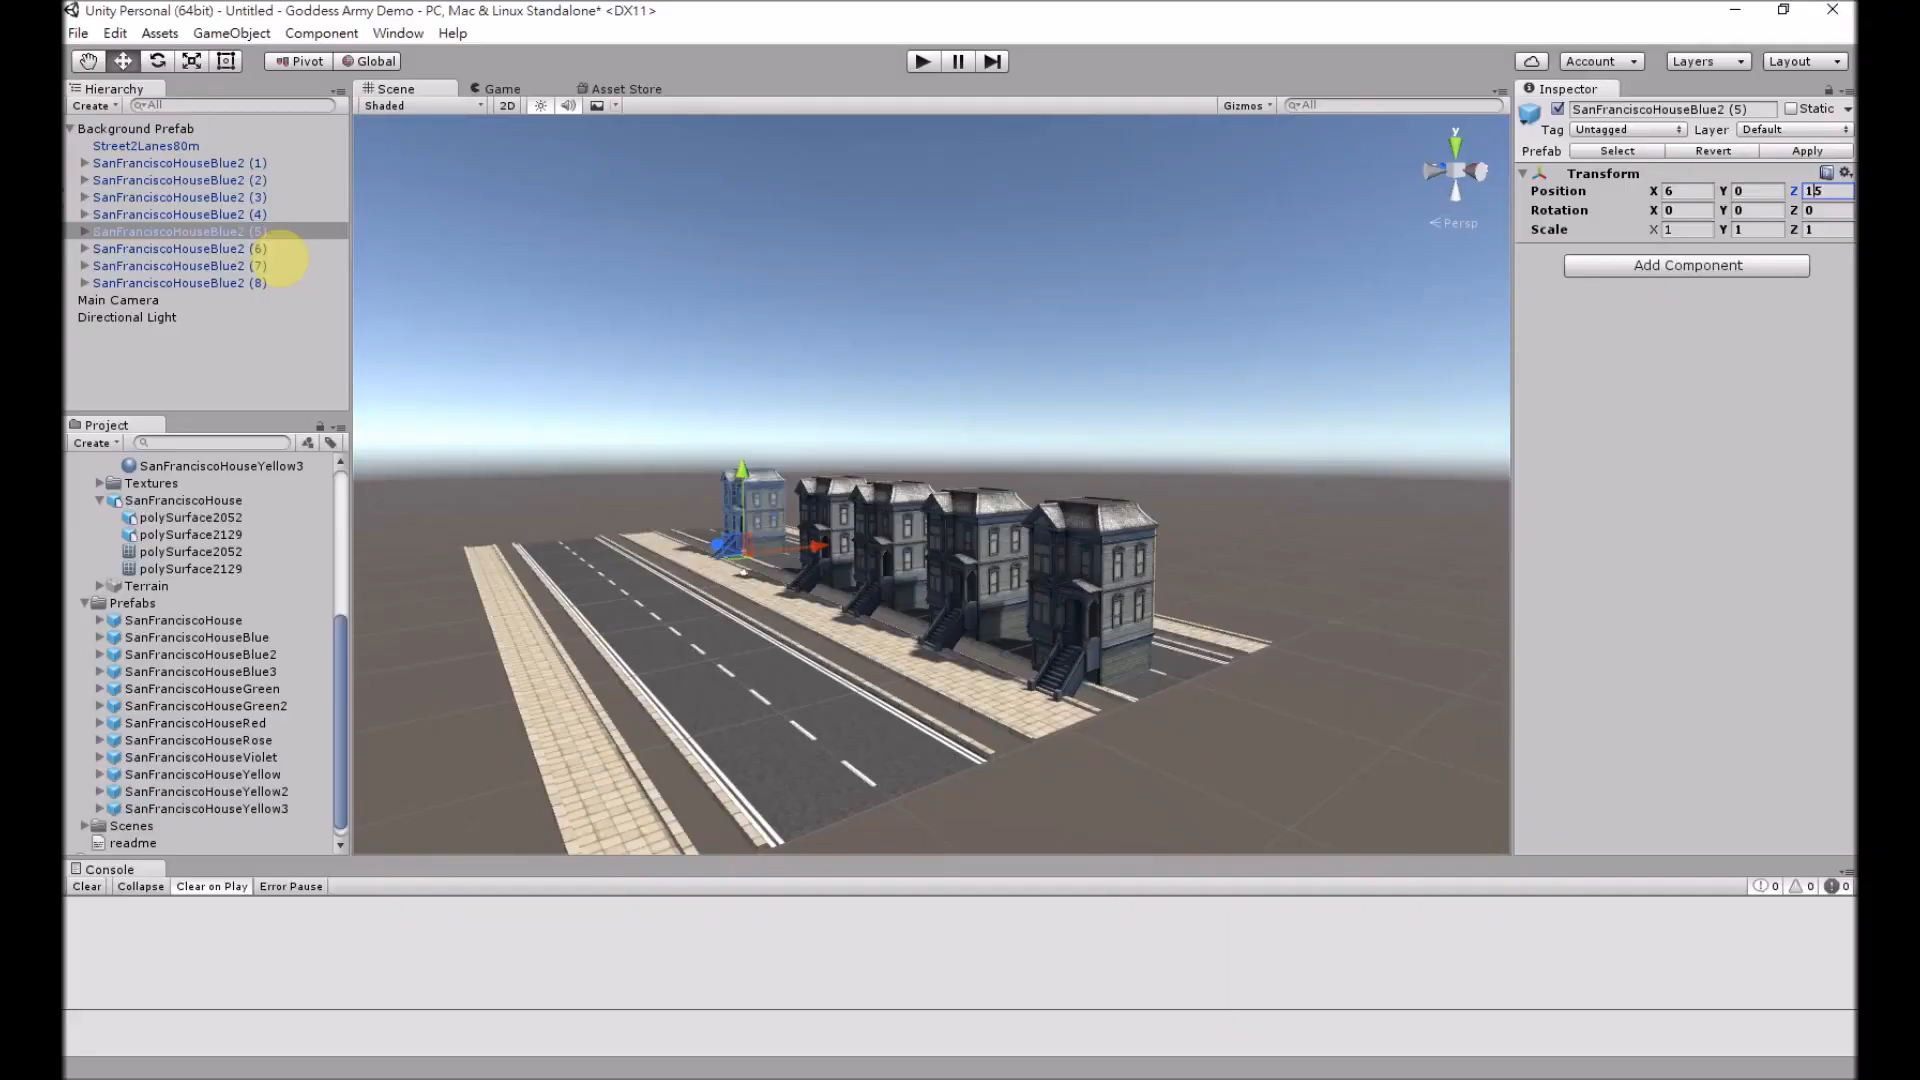 Unity Personal (64bit) - Untitled - Goddess Army Demo - PC, Mac & Linux Standalone* <DX11>
File Edit Assets GameObject Component Window Help
Pivot Global Account Layers Layout
Hierarchy
Create All
Background Prefab
Street2Lanes80m
SanFranciscoHouseBlue2 (1)
SanFranciscoHouseBlue2 (2)
SanFranciscoHouseBlue2 (3)
SanFranciscoHouseBlue2 (4)
SanFranciscoHouseBlue2 (5)
SanFranciscoHouseBlue2 (6)
SanFranciscoHouseBlue2 (7)
SanFranciscoHouseBlue2 (8)
Main Camera
Directional Light
Project
Create
SanFranciscoHouseYellow3
Textures
SanFranciscoHouse
polySurface2052
polySurface2129
polySurface2052
polySurface2129
Terrain
Prefabs
SanFranciscoHouse
SanFranciscoHouseBlue
SanFranciscoHouseBlue2
SanFranciscoHouseBlue3
SanFranciscoHouseGreen
SanFranciscoHouseGreen2
SanFranciscoHouseRed
SanFranciscoHouseRose
SanFranciscoHouseViolet
SanFranciscoHouseYellow
SanFranciscoHouseYellow2
SanFranciscoHouseYellow3
Scenes
readme
Scene Game Asset Store
Shaded 2D Gizmos All
y
Persp
Inspector
SanFranciscoHouseBlue2 (5) Static
Tag Untagged Layer Default
Prefab Select Revert Apply
Transform
Position X 6 Y 0 Z 15
Rotation X 0 Y 0 Z 0
Scale X 1 Y 1 Z 1
Add Component
Console
Clear Collapse Clear on Play Error Pause 0 0 0